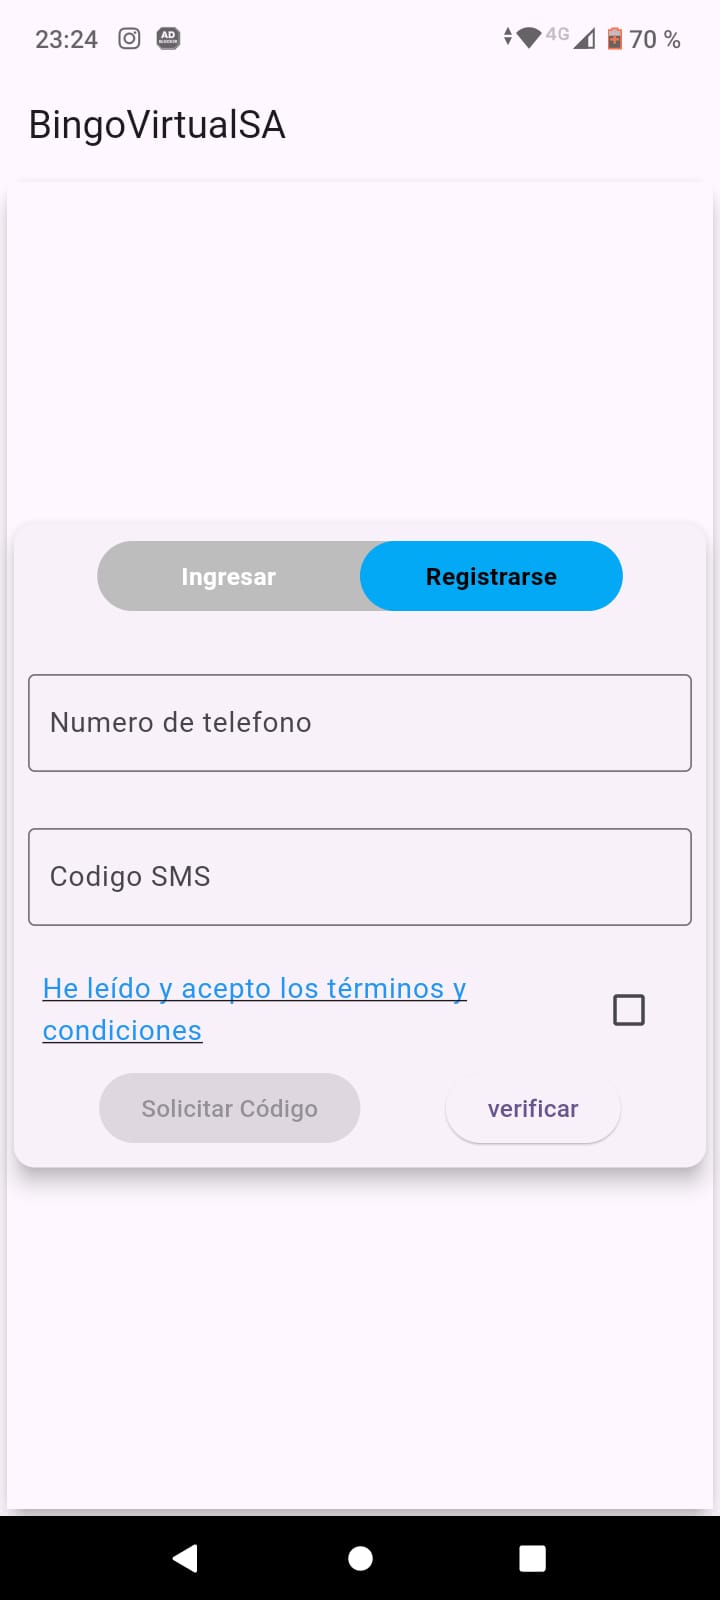 23:24
4G
70 %
BingoVirtualSA
Ingresar
Registrarse
Numero de telefono
Codigo SMS
He leído y acepto los términos y
condiciones
Solicitar Código
verificar